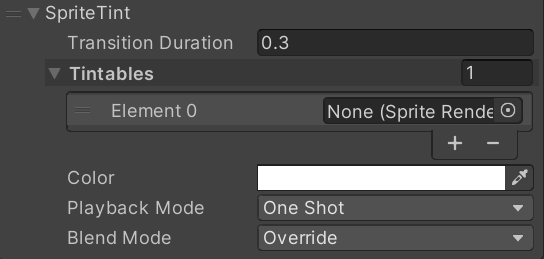 SpriteTint
Transition Duration 0.3
Tintables 1
Element 0 None (Sprite Rende
Color
Playback Mode One Shot
Blend Mode Override